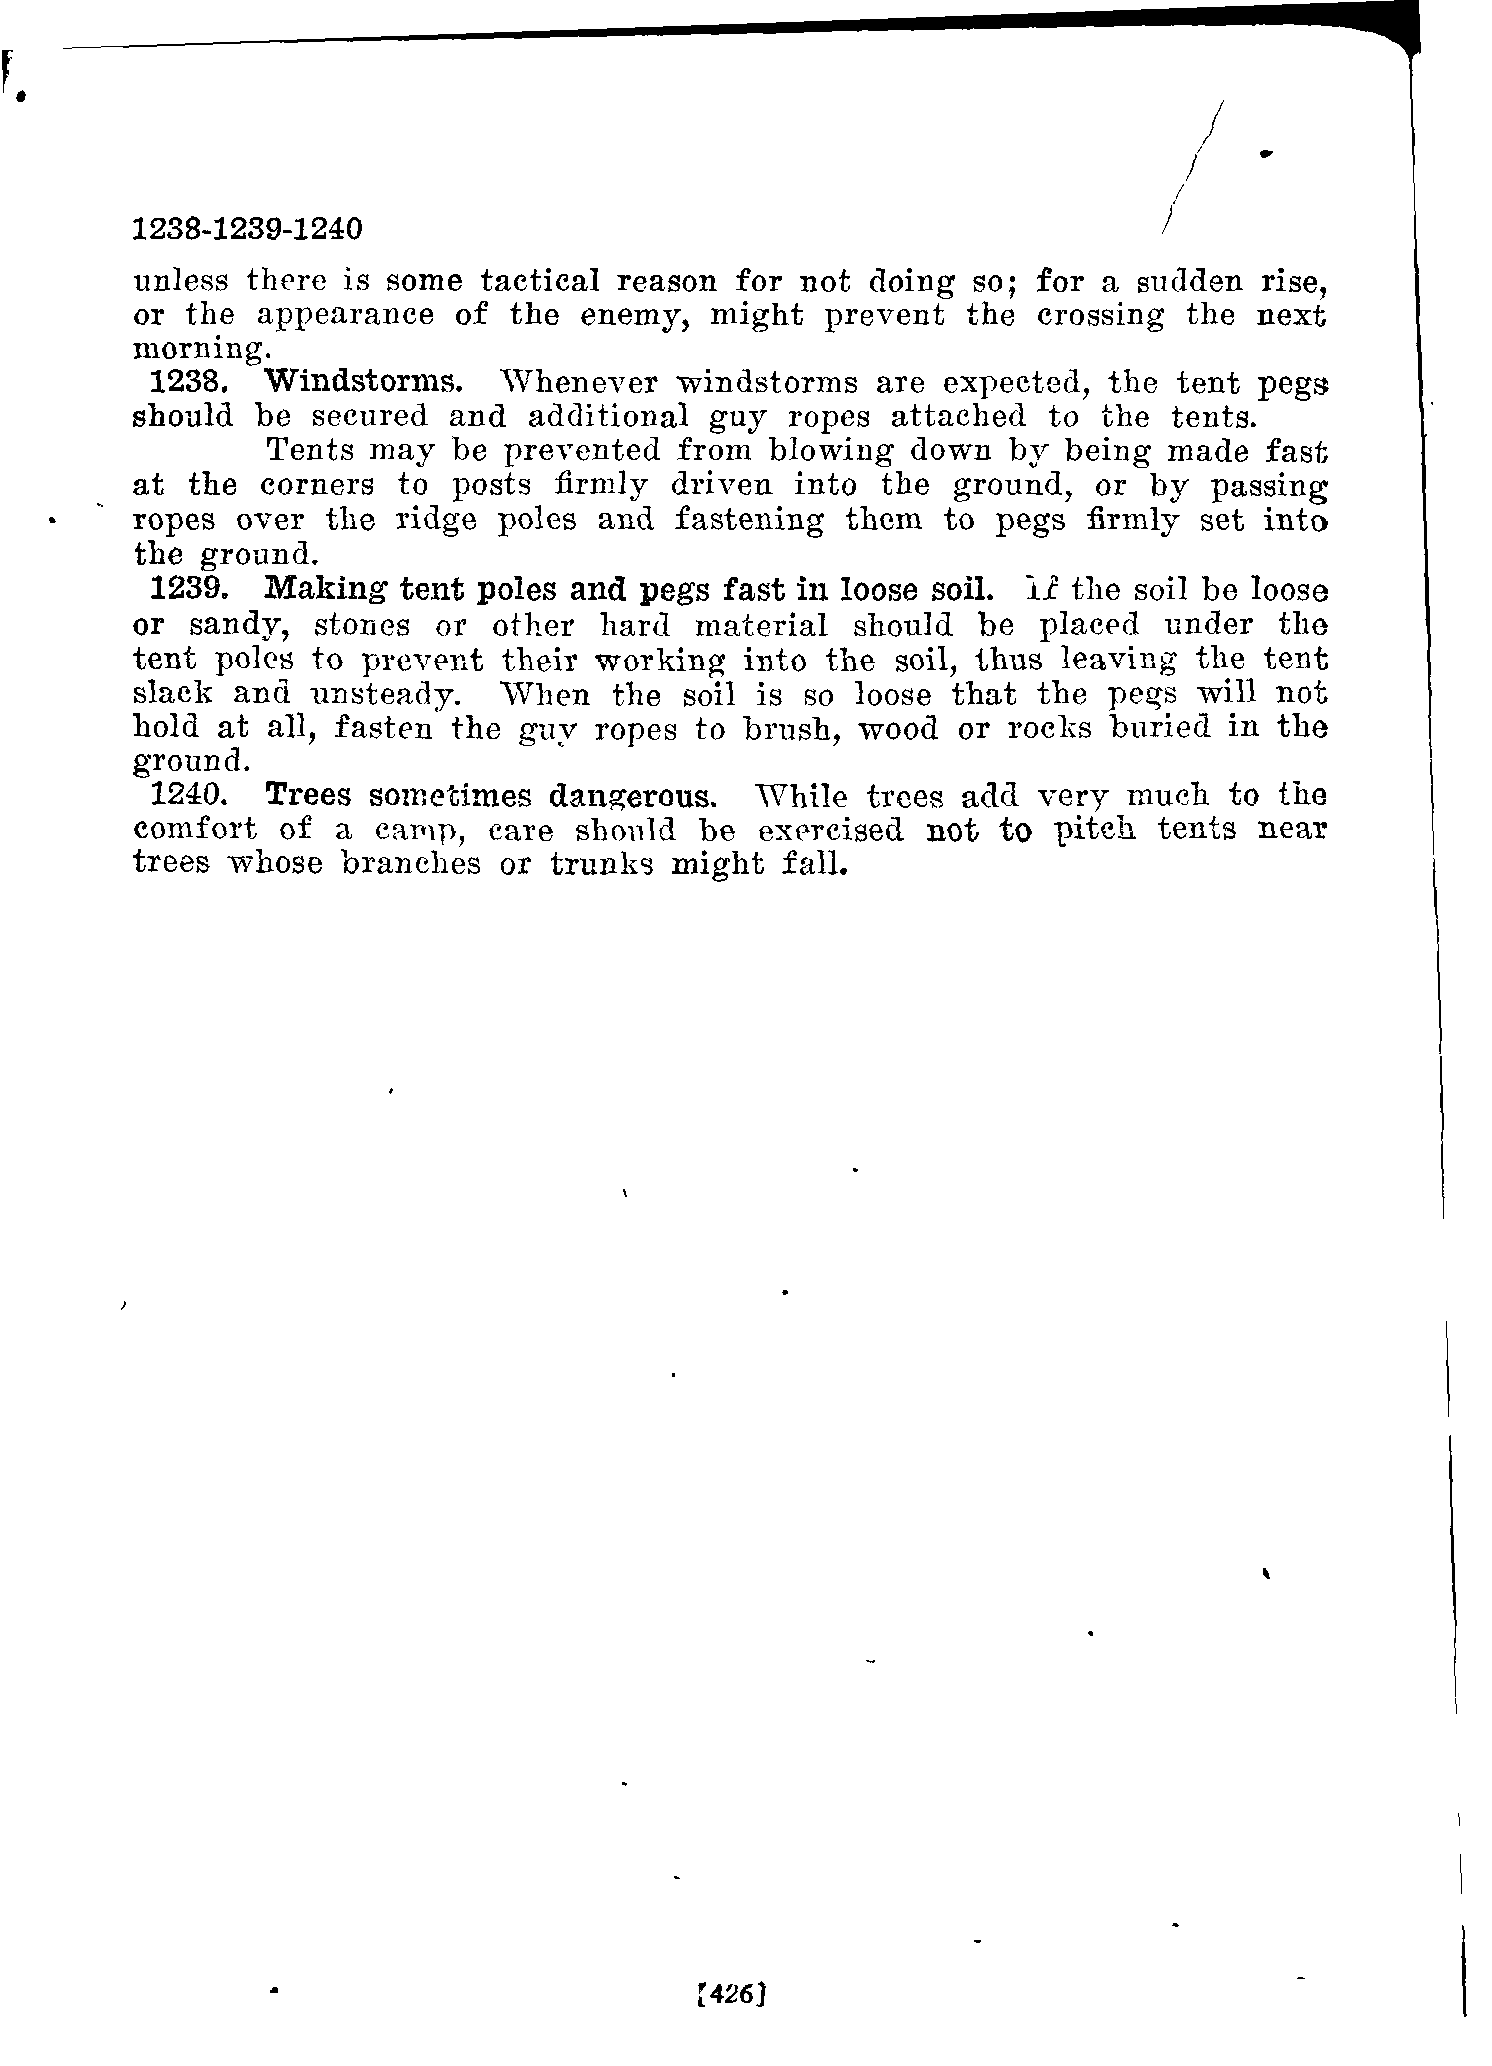 1238-1239-1240
unless there is some tactical reason for not doing so; for a sudden rise,
or the appearance of the enemy, might prevent the crossing the next
morning.
1238. Windstorms. Whenever windstorms are expected, the tent pegs
should be secured and additional guy ropes attached to the tents.
Tents may be prevented from blowing down by being made fast
at the corners to posts firmly driven into the ground, or by passing
ropes over the ridge poles and fastening them to pegs firmly set into
the ground.
1239. Making tent poles and pegs fast in loose soil. If the soil be loose
or sandy, stones or other hard material should be placed under the
tent poles to prevent their working into the soil, thus leaving the tent
slack and unsteady. When the soil is so loose that the pegs will not
hold at all, fasten the guy ropes to brush, wood or rocks buried in the
ground.
1240. Trees sometimes dangerous. While trees add very much to the
comfort of a camp, care should be exercised not to pitch tents near
trees whose branches or trunks might fall.
[426]